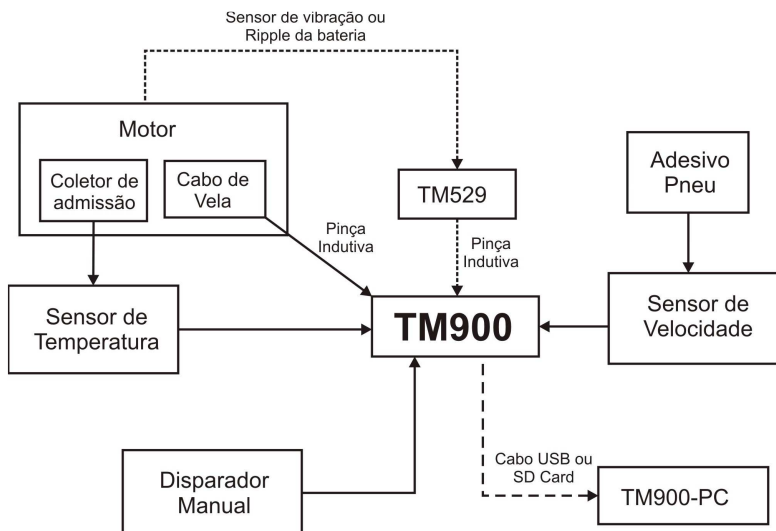 Sensor de vibração ou
Ripple da bateria
Motor
Coletor de
admissão
Cabo de
Vela
TM529
Adesivo
Pneu
Pinça
Indutiva
Pinça
Indutiva
Sensor de
Temperatura
TM900
Sensor de
Velocidade
Disparador
Manual
Cabo USB ou
SD Card
TM900-PC